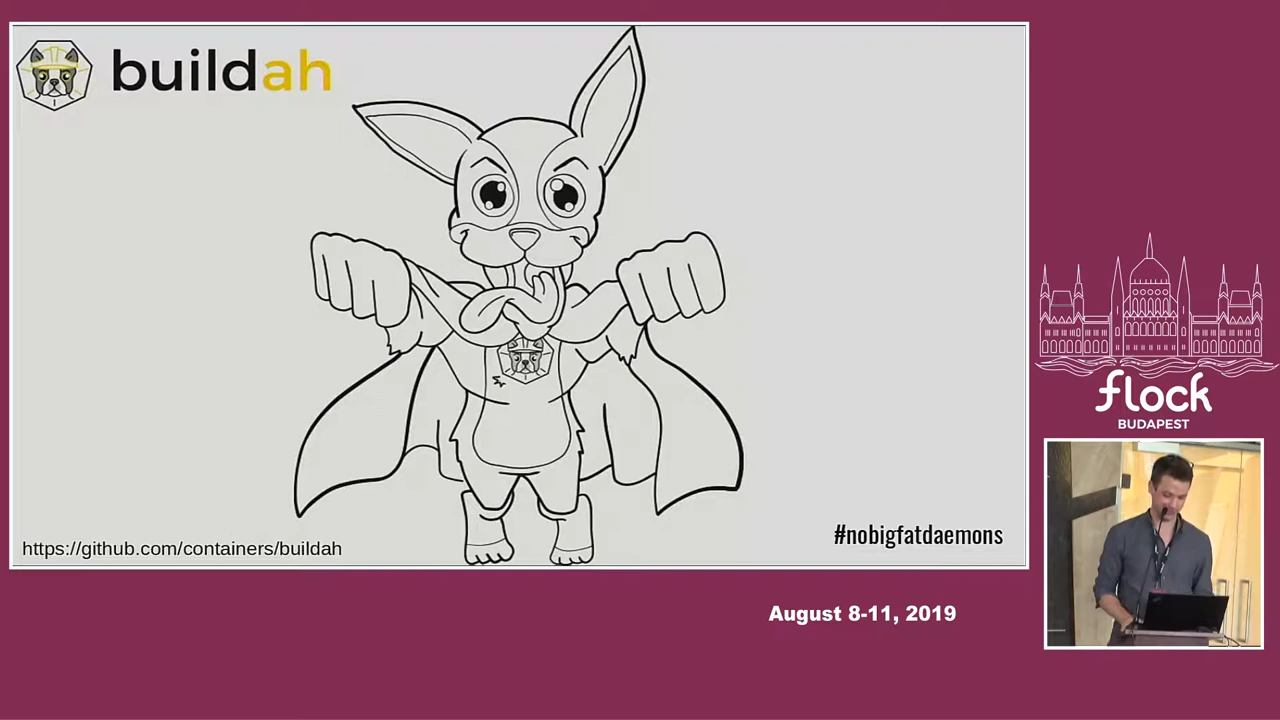 buildah
https://github.com/containers/buildah
#nobigfatdaemons
flock
BUDAPEST
August 8-11, 2019